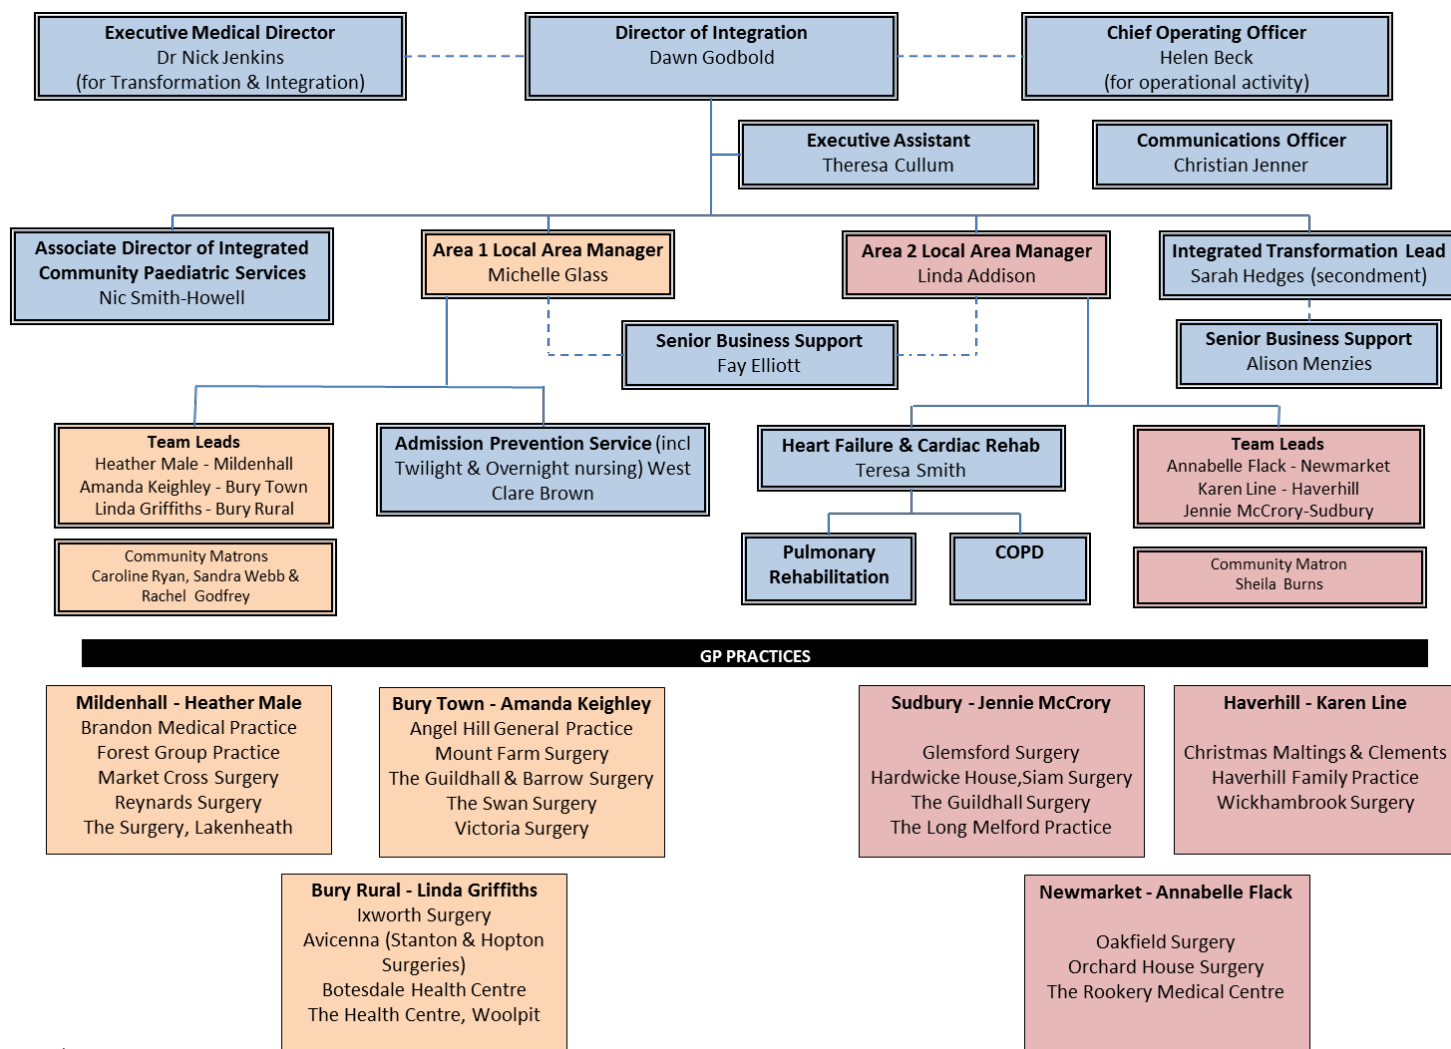 Executive Medical Director
Dr Nick Jenkins
(for Transformation & Integration)
Director of Integration
Dawn Godbold
Chief Operating Officer
Helen Beck
(for operational activity)
Executive Assistant
Theresa Cullum
Communications Officer
Christian Jenner
Associate Director of Integrated
Community Paediatric Services
Nic Smith-Howell
Area 1 Local Area Manager
Michelle Glass
Area 2 Local Area Manager
Linda Addison
Integrated Transformation Lead
Sarah Hedges (secondment)
Senior Business Support
Fay Elliott
Senior Business Support
Alison Menzies
Team Leads
Heather Male - Mildenhall
Amanda Keighley - Bury Town
Linda Griffiths - Bury Rural
Admission Prevention Service (incl
Twilight & Overnight nursing) West
Clare Brown
Heart Failure & Cardiac Rehab
Teresa Smith
Team Leads
Annabelle Flack - Newmarket
Karen Line - Haverhill
Jennie McCrory-Sudbury
Community Matrons
Caroline Ryan, Sandra Webb &
Rachel Godfrey
Pulmonary
Rehabilitation
COPD
Community Matron
Sheila Burns
GP PRACTICES
Mildenhall - Heather Male
Brandon Medical Practice
Forest Group Practice
Market Cross Surgery
Reynards Surgery
The Surgery, Lakenheath
Bury Town - Amanda Keighley
Angel Hill General Practice
Mount Farm Surgery
The Guildhall & Barrow Surgery
The Swan Surgery
Victoria Surgery
Sudbury - Jennie McCrory
Glemsford Surgery
Hardwicke House,Siam Surgery
The Guildhall Surgery
The Long Melford Practice
Haverhill - Karen Line
Christmas Maltings & Clements
Haverhill Family Practice
Wickhambrook Surgery
Bury Rural - Linda Griffiths
Ixworth Surgery
Avicenna (Stanton & Hopton
Surgeries)
Botesdale Health Centre
The Health Centre, Woolpit
Newmarket - Annabelle Flack
Oakfield Surgery
Orchard House Surgery
The Rookery Medical Centre